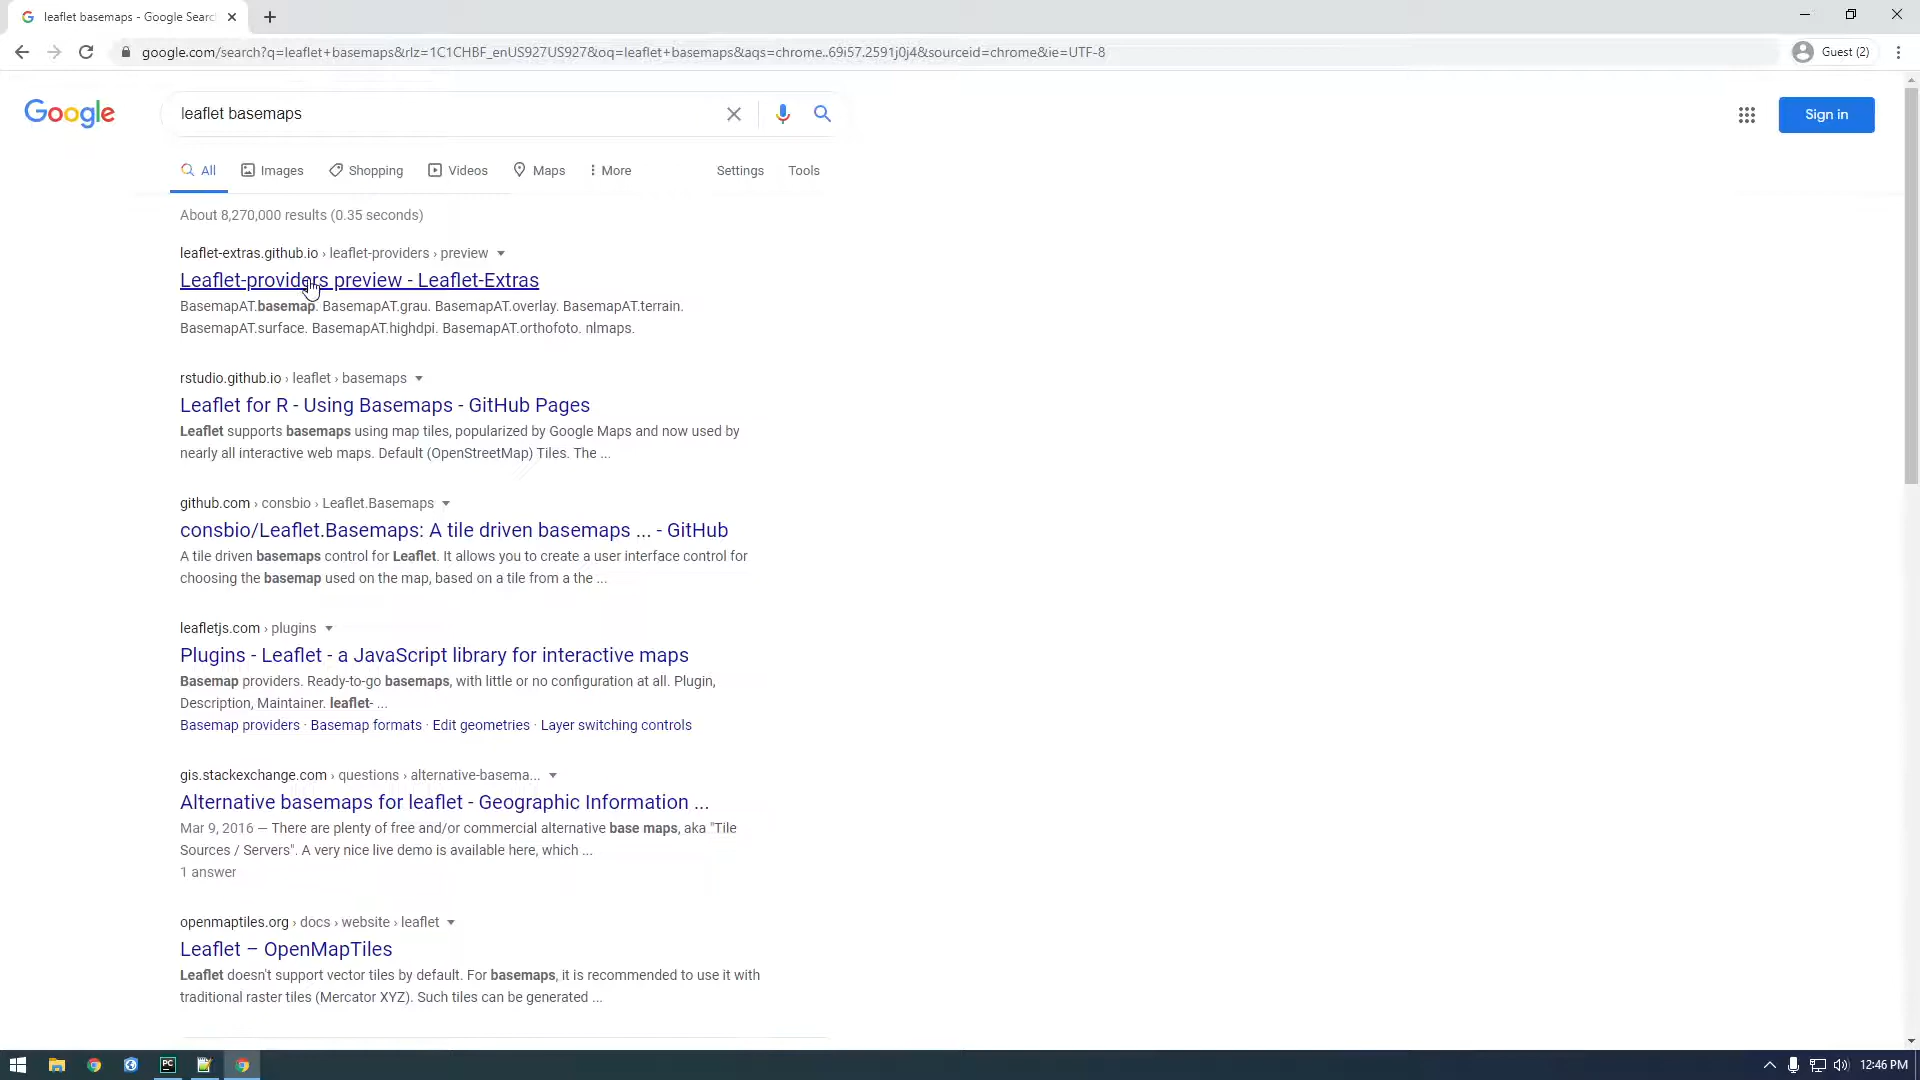 leaflet basemaps - Google Searc
google.com/search?q=leaflet+basemaps&rlz=1C1CHBF_enUS927US927&oq=leaflet+basemaps&aqs=chrome..69i57.2591j0j4&sourceid=chrome&ie=UTF-8
Guest (2)
Google
leaflet basemaps
Sign in
All Images Shopping Videos Maps More Settings Tools
About 8,270,000 results (0.35 seconds)
leaflet-extras.github.io › leaflet-providers › preview
Leaflet-providers preview - Leaflet-Extras
BasemapAT.basemap. BasemapAT.grau. BasemapAT.overlay. BasemapAT.terrain.
BasemapAT.surface. BasemapAT.highdpi. BasemapAT.orthofoto. nlmaps.
rstudio.github.io › leaflet › basemaps
Leaflet for R - Using Basemaps - GitHub Pages
Leaflet supports basemaps using map tiles, popularized by Google Maps and now used by
nearly all interactive web maps. Default (OpenStreetMap) Tiles. The ...
github.com › consbio › Leaflet.Basemaps
consbio/Leaflet.Basemaps: A tile driven basemaps ... - GitHub
A tile driven basemaps control for Leaflet. It allows you to create a user interface control for
choosing the basemap used on the map, based on a tile from a the ...
leafletjs.com › plugins
Plugins - Leaflet - a JavaScript library for interactive maps
Basemap providers. Ready-to-go basemaps, with little or no configuration at all. Plugin,
Description, Maintainer. leaflet- ...
Basemap providers · Basemap formats · Edit geometries · Layer switching controls
gis.stackexchange.com › questions › alternative-basema...
Alternative basemaps for leaflet - Geographic Information ...
Mar 9, 2016 — There are plenty of free and/or commercial alternative base maps, aka "Tile
Sources / Servers". A very nice live demo is available here, which ...
1 answer
openmaptiles.org › docs › website › leaflet
Leaflet – OpenMapTiles
Leaflet doesn't support vector tiles by default. For basemaps, it is recommended to use it with
traditional raster tiles (Mercator XYZ). Such tiles can be generated ...
PC
12:46 PM